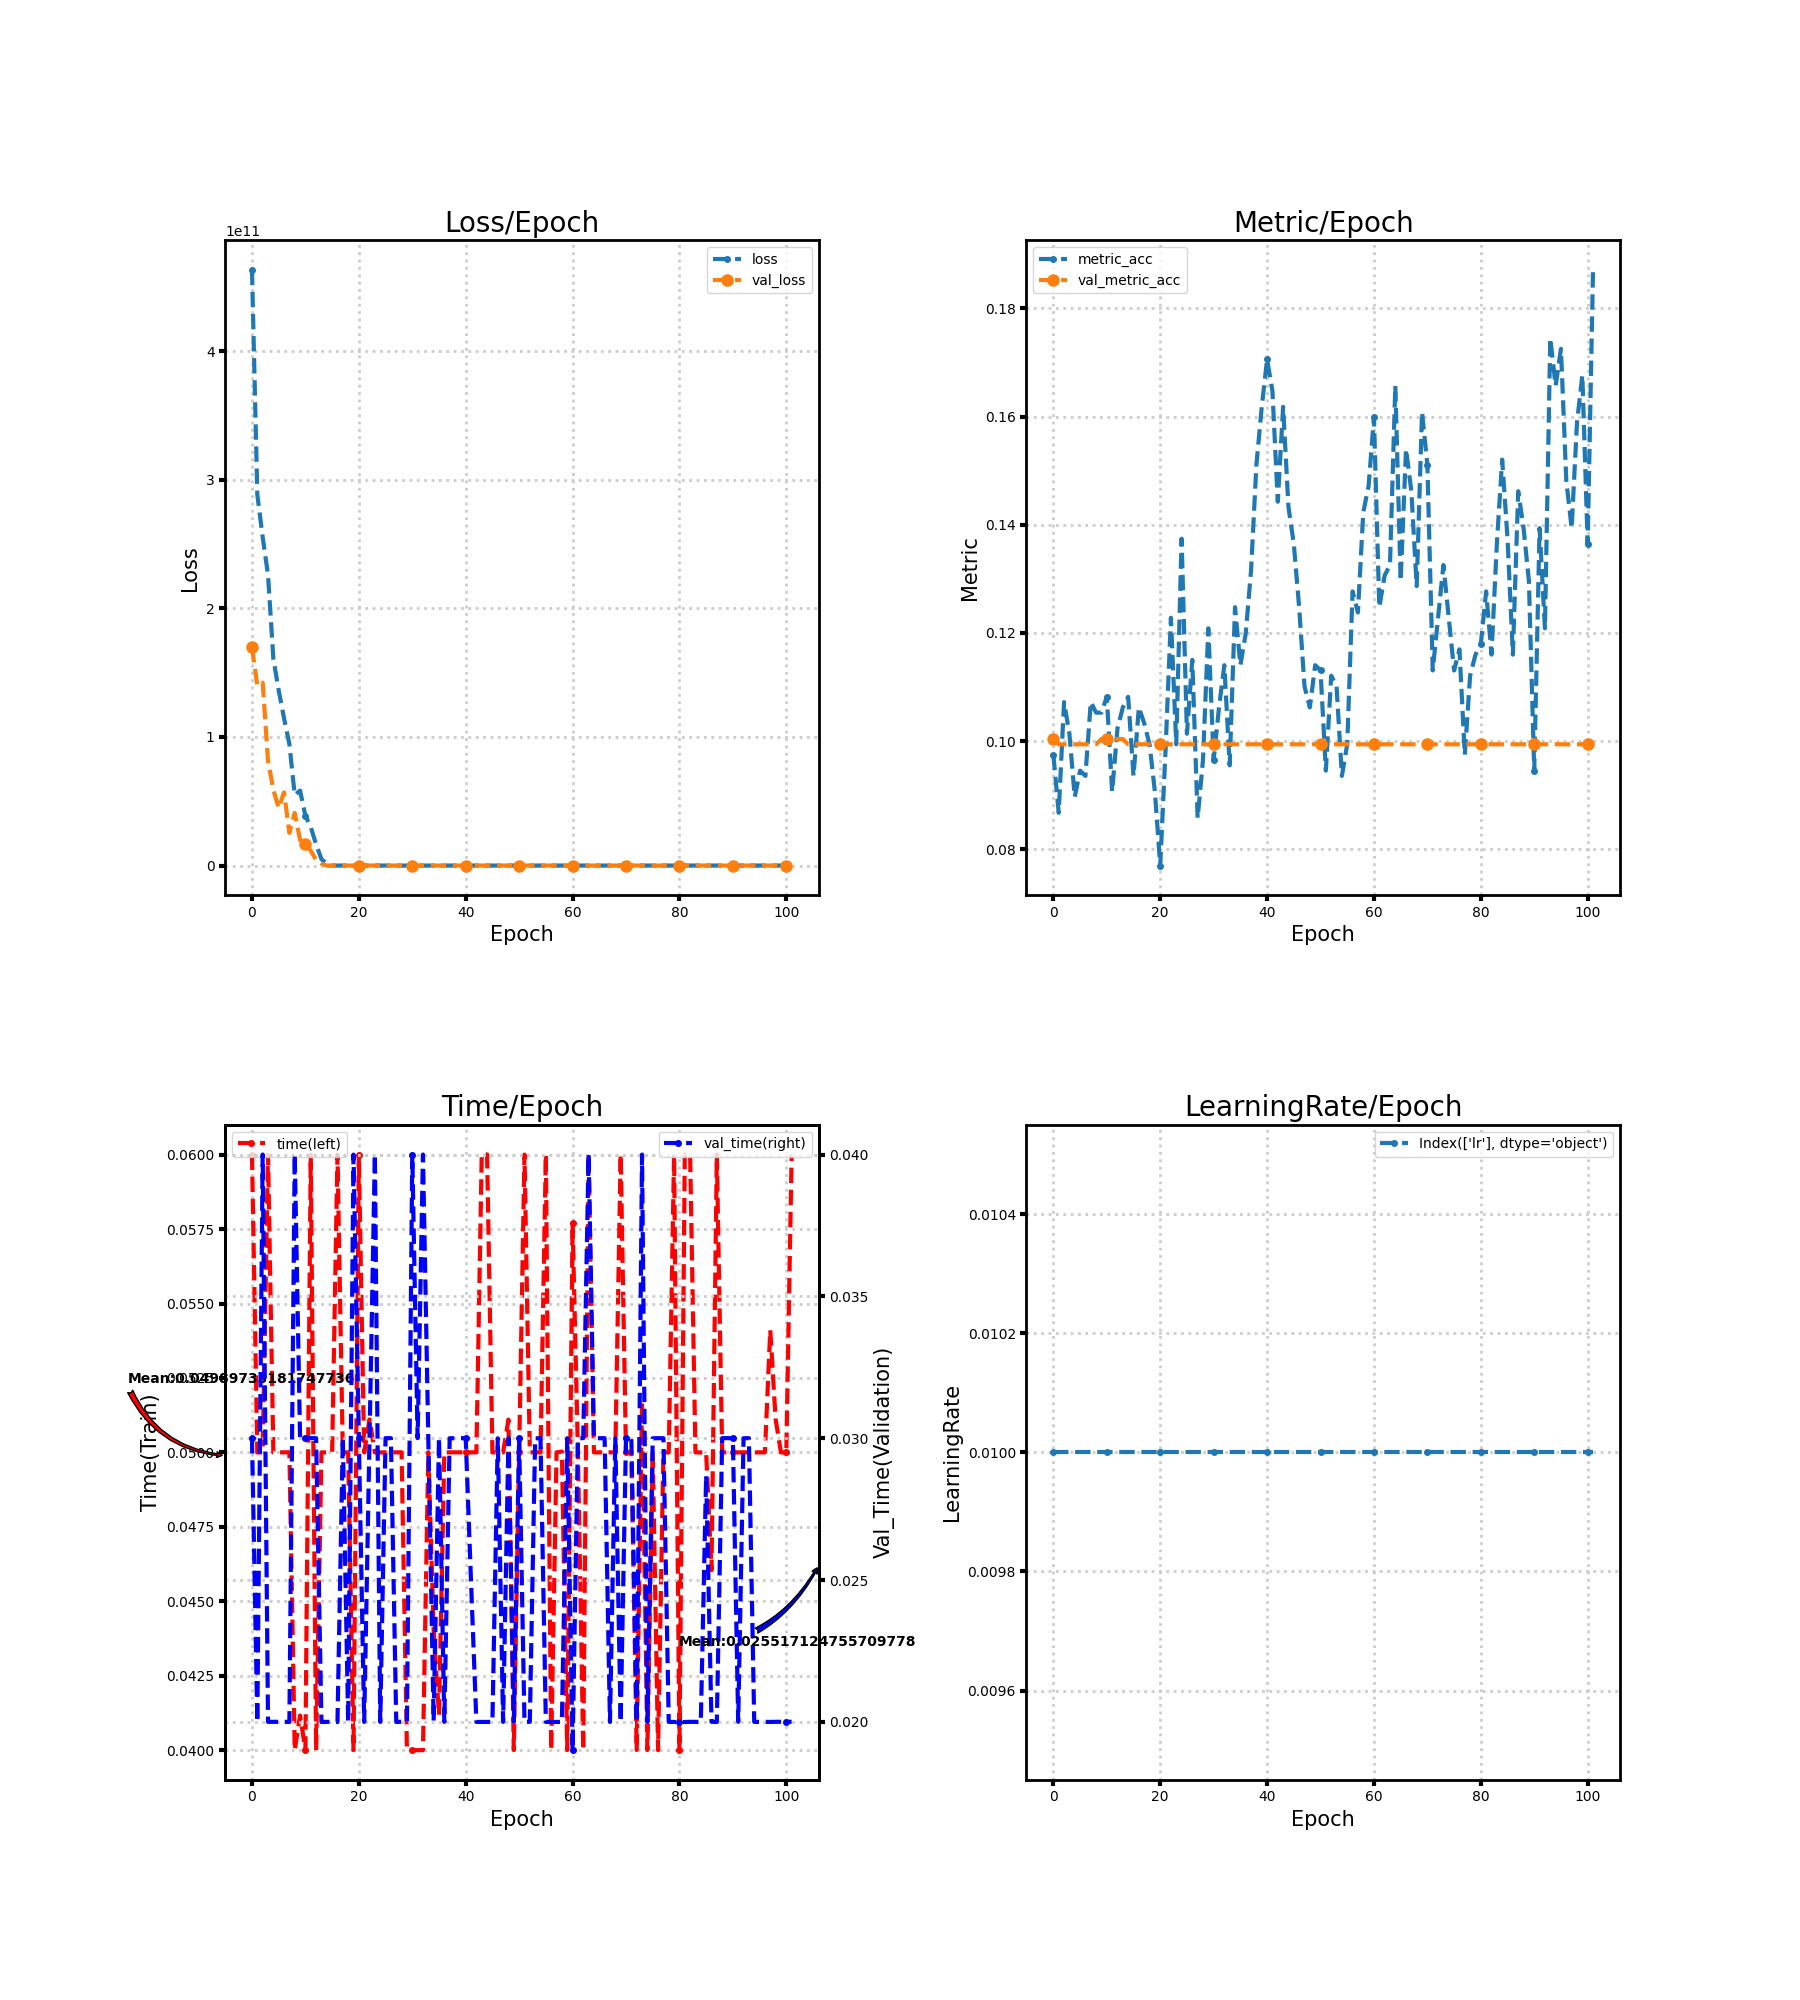 Loss/Epoch
1e11
loss
val_loss
4
3
2
1
0
Loss
0 20 40 60 80 100
Epoch
Metric/Epoch
metric_acc
val_metric_acc
0.18
0.16
0.14
0.12
0.10
0.08
Metric
0 20 40 60 80 100
Epoch
Time/Epoch
time(left)
val_time(right)
0.0600
0.0575
0.0550
0.0500
0.0475
0.0450
0.0425
0.0400
Time(Train)
0.040
0.035
0.030
0.025
0.020
Val_Time(Validation)
Mean:0.025517124755709778
0 20 40 60 80 100
Epoch
LearningRate/Epoch
Index(['lr'], dtype='object')
0.0104
0.0102
0.0100
0.0098
0.0096
LearningRate
0 20 40 60 80 100
Epoch